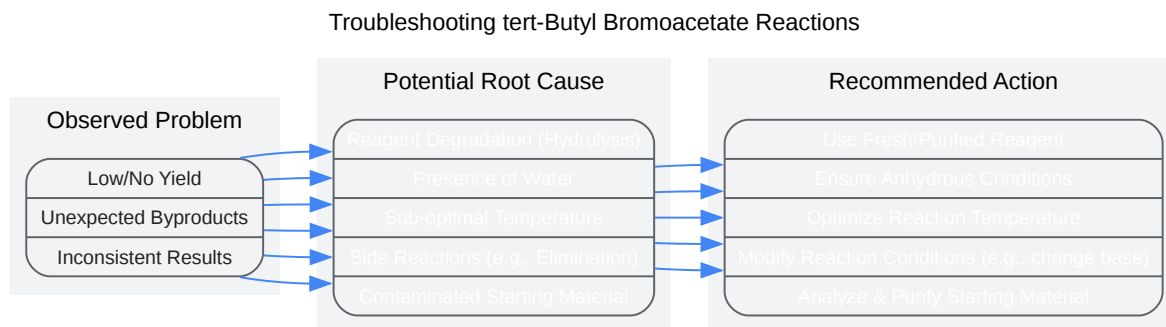 Troubleshooting tert-Butyl Bromoacetate Reactions
Observed Problem
Low/No Yield
Unexpected Byproducts
Inconsistent Results
Potential Root Cause
Reagent Degradation (Hydrolysis)
Presence of Water
Sub-optimal Temperature
Side Reactions (e.g., Elimination)
Contaminated Starting Material
Recommended Action
Use Fresh/Purified Reagent
Ensure Anhydrous Conditions
Optimize Reaction Temperature
Modify Reaction Conditions (e.g., change base)
Analyze & Purify Starting Material